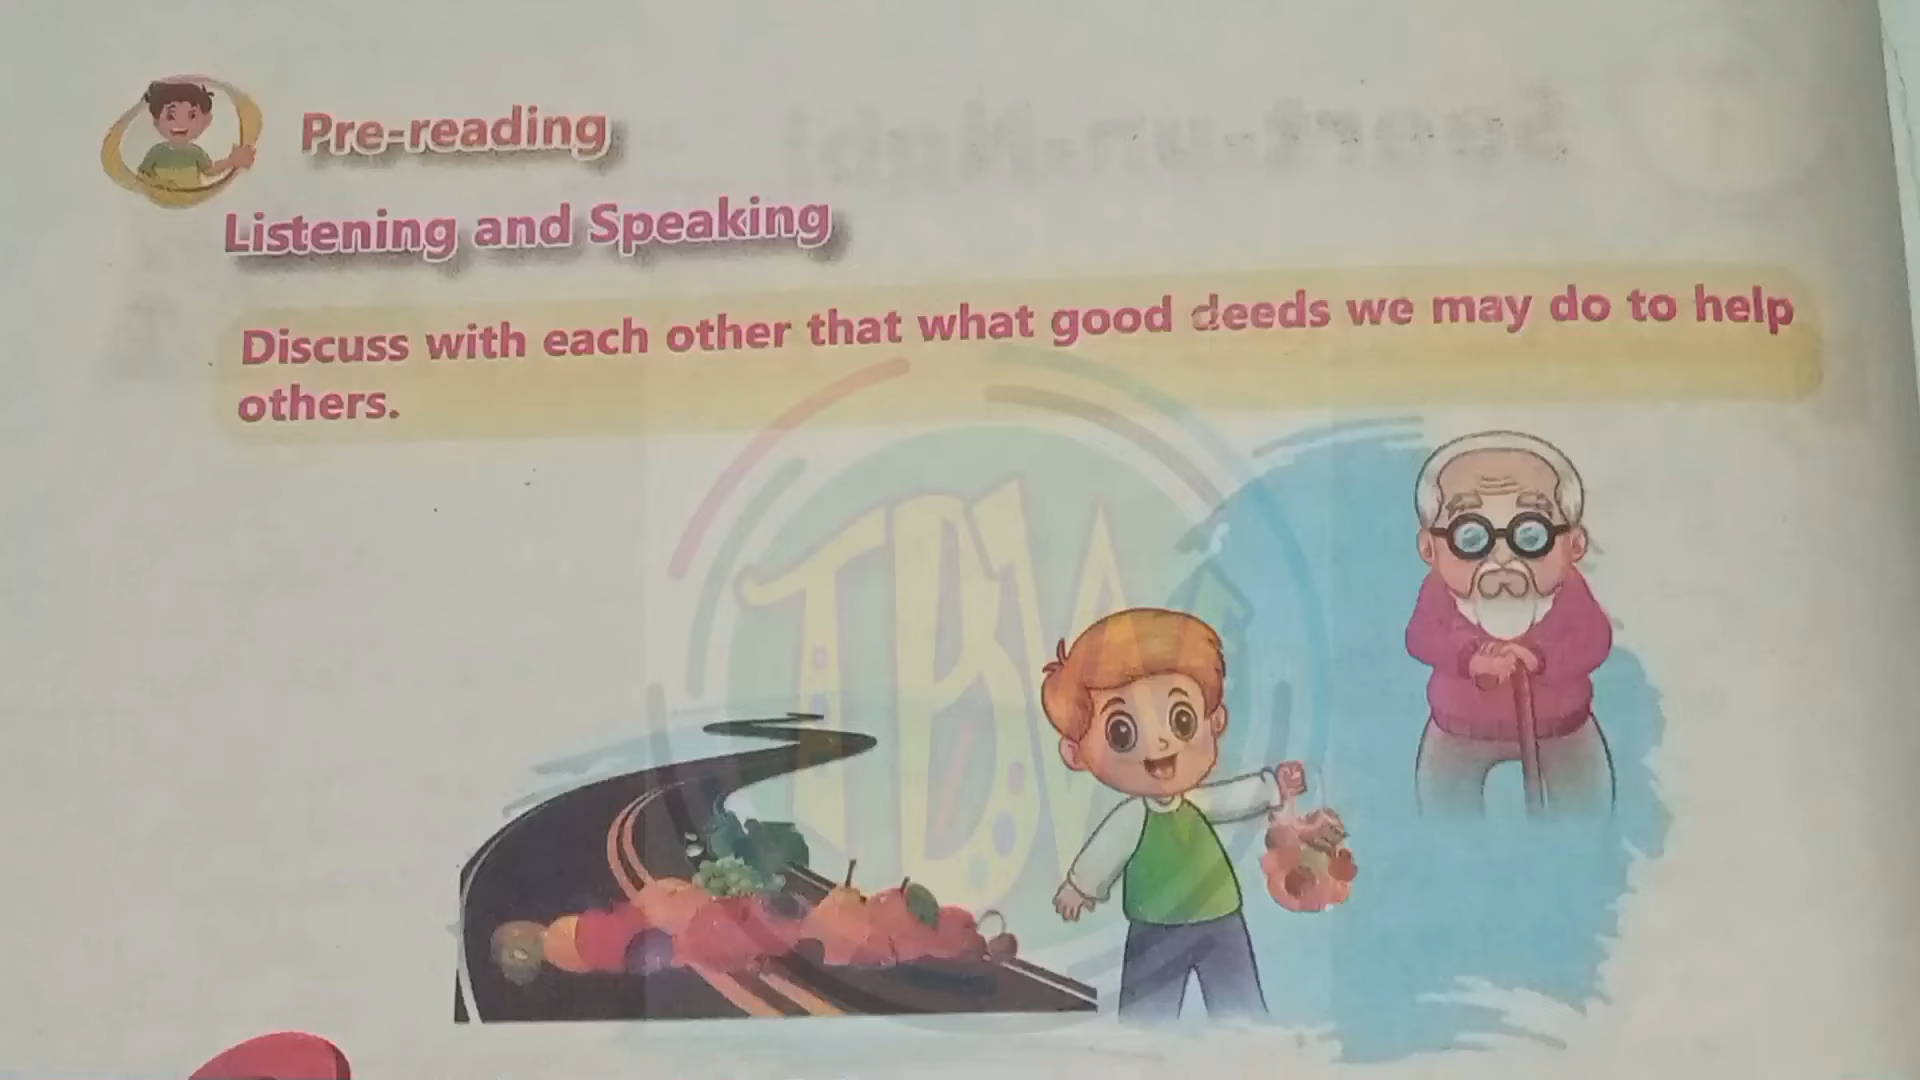 Pre-reading
Listening and Speaking
Discuss with each other that what good deeds we may do to help
others.
TBW